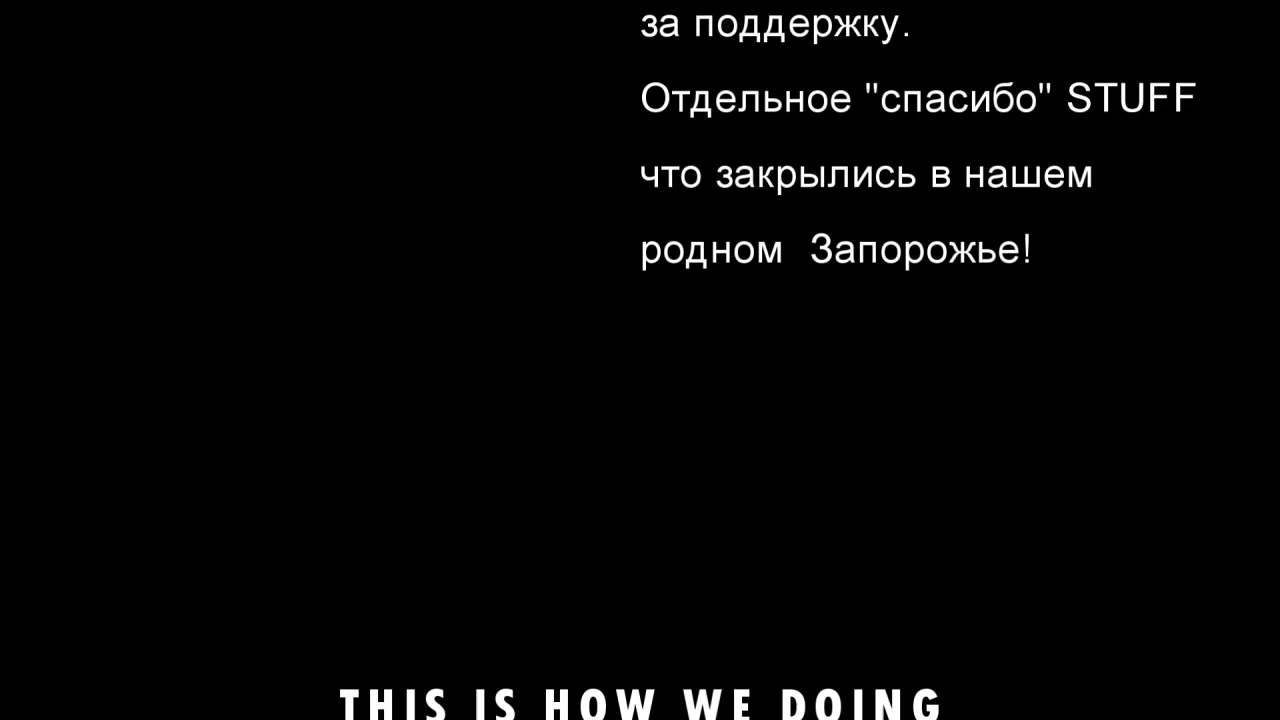 за поддержку.
Отдельное "спасибо" STUFF
что закрылись в нашем
родном  Запорожье!
THIS IS HOW WE DOING